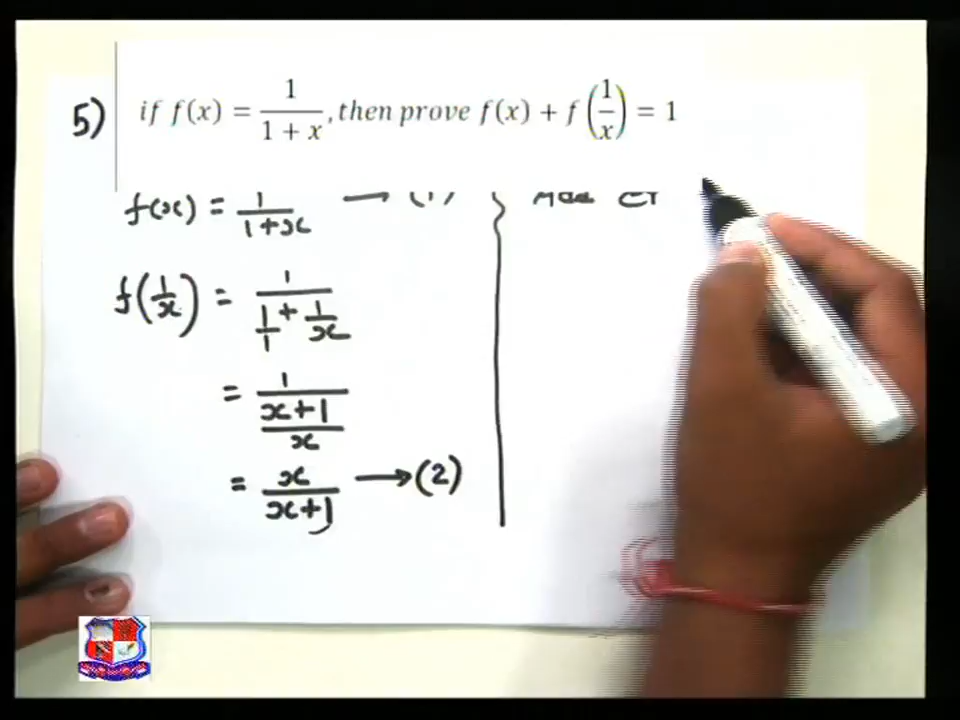 5) if f(x) = 1/(1 + x), then prove f(x) + f(1/x) = 1
f(x) = 1/(1+x) → (1)
f(1/x) = 1/(1/1 + 1/x)
= 1/((x+1)/x)
= x/(x+1) → (2)